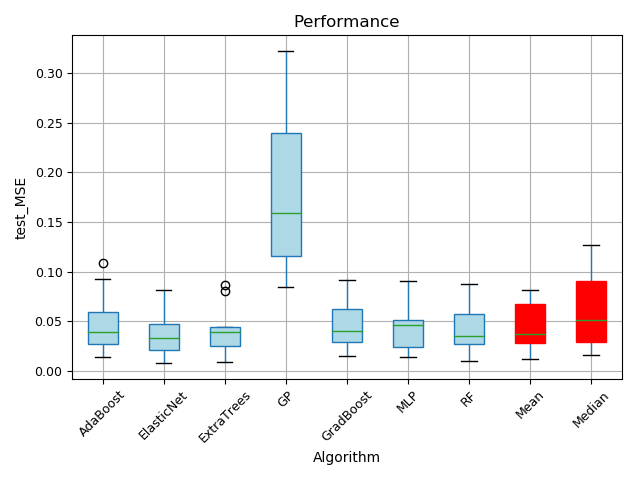 Performance
test_MSE
0.30
0.25
0.20
0.15
0.10
0.05
0.00
AdaBoost
ElasticNet
ExtraTrees
GP
GradBoost
MLP
RF
Mean
Median
Algorithm